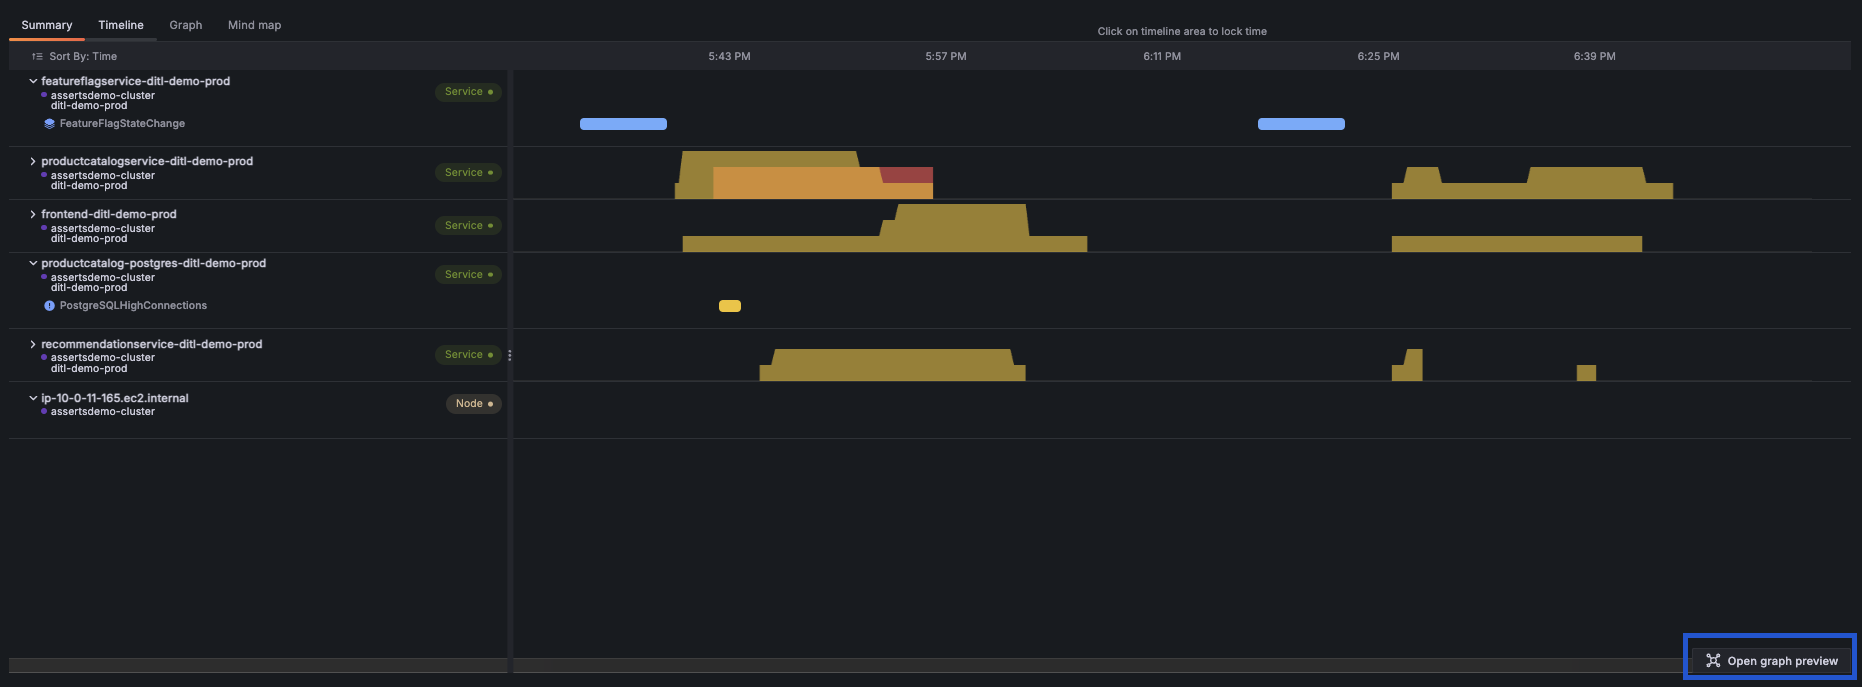 Summary Timeline Graph Mind map
Click on timeline area to lock time
Sort By: Time 5:43 PM 5:57 PM 6:11 PM 6:25 PM 6:39 PM
featureflagservice-ditl-demo-prod
assertsdemo-cluster
ditl-demo-prod
Service
FeatureFlagStateChange
productcatalogservice-ditl-demo-prod
assertsdemo-cluster
ditl-demo-prod
Service
frontend-ditl-demo-prod
assertsdemo-cluster
ditl-demo-prod
Service
productcatalog-postgres-ditl-demo-prod
assertsdemo-cluster
ditl-demo-prod
Service
PostgreSQLHighConnections
recommendationservice-ditl-demo-prod
assertsdemo-cluster
ditl-demo-prod
Service
ip-10-0-11-165.ec2.internal
assertsdemo-cluster
Node
Open graph preview